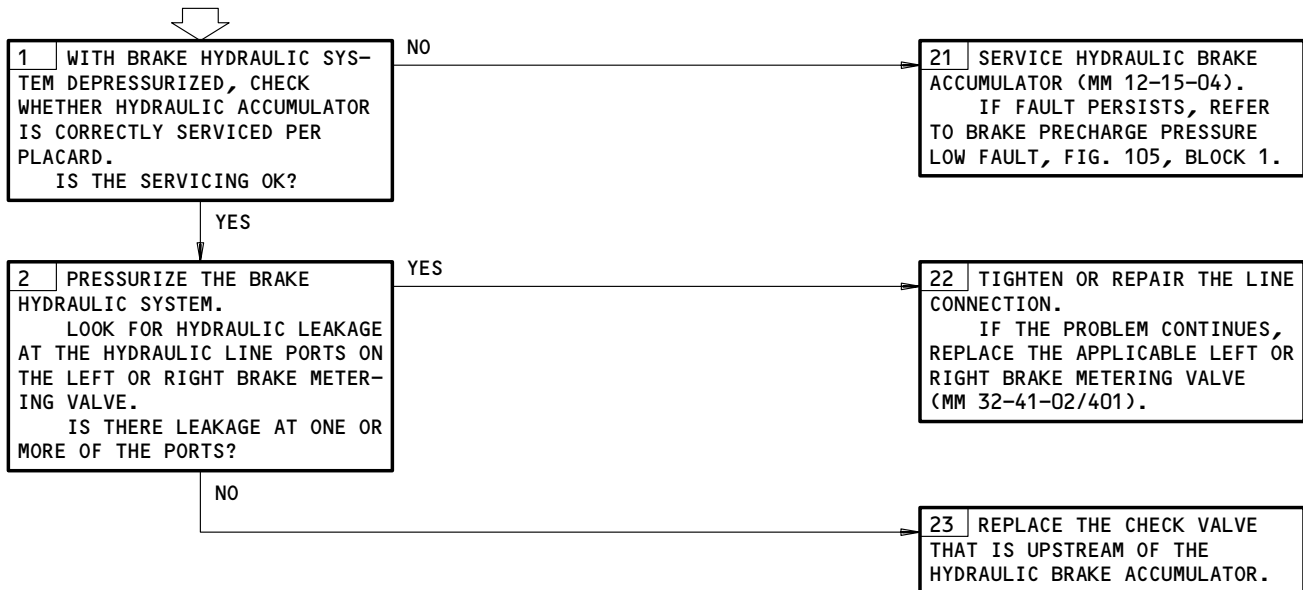 1 WITH BRAKE HYDRAULIC SYS-
TEM DEPRESSURIZED, CHECK
WHETHER HYDRAULIC ACCUMULATOR
IS CORRECTLY SERVICED PER
PLACARD.
IS THE SERVICING OK?
NO
21 SERVICE HYDRAULIC BRAKE
ACCUMULATOR (MM 12-15-04).
IF FAULT PERSISTS, REFER
TO BRAKE PRECHARGE PRESSURE
LOW FAULT, FIG. 105, BLOCK 1.
YES
2 PRESSURIZE THE BRAKE
HYDRAULIC SYSTEM.
LOOK FOR HYDRAULIC LEAKAGE
AT THE HYDRAULIC LINE PORTS ON
THE LEFT OR RIGHT BRAKE METER-
ING VALVE.
IS THERE LEAKAGE AT ONE OR
MORE OF THE PORTS?
YES
22 TIGHTEN OR REPAIR THE LINE
CONNECTION.
IF THE PROBLEM CONTINUES,
REPLACE THE APPLICABLE LEFT OR
RIGHT BRAKE METERING VALVE
(MM 32-41-02/401).
NO
23 REPLACE THE CHECK VALVE
THAT IS UPSTREAM OF THE
HYDRAULIC BRAKE ACCUMULATOR.